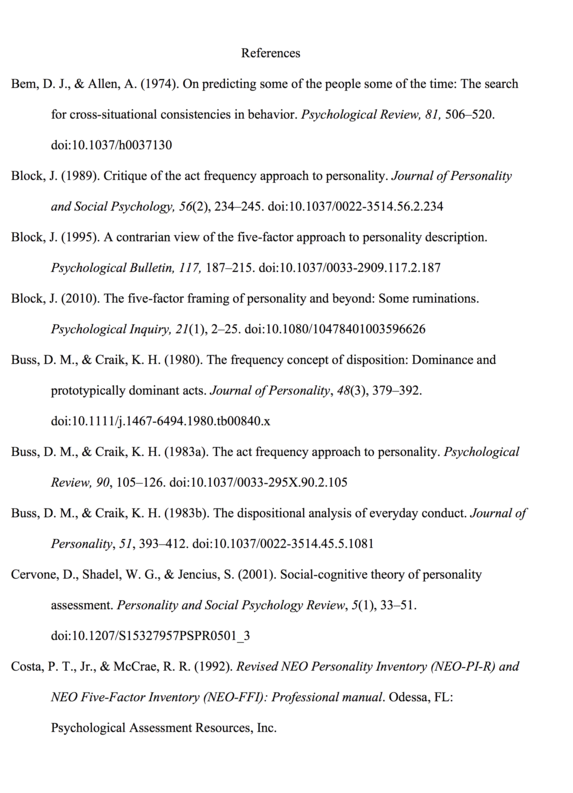 References
Bem, D. J., & Allen, A. (1974). On predicting some of the people some of the time: The search
for cross-situational consistencies in behavior. Psychological Review, 81, 506–520.
doi:10.1037/h0037130
Block, J. (1989). Critique of the act frequency approach to personality. Journal of Personality
and Social Psychology, 56(2), 234–245. doi:10.1037/0022-3514.56.2.234
Block, J. (1995). A contrarian view of the five-factor approach to personality description.
Psychological Bulletin, 117, 187–215. doi:10.1037/0033-2909.117.2.187
Block, J. (2010). The five-factor framing of personality and beyond: Some ruminations.
Psychological Inquiry, 21(1), 2–25. doi:10.1080/10478401003596626
Buss, D. M., & Craik, K. H. (1980). The frequency concept of disposition: Dominance and
prototypically dominant acts. Journal of Personality, 48(3), 379–392.
doi:10.1111/j.1467-6494.1980.tb00840.x
Buss, D. M., & Craik, K. H. (1983a). The act frequency approach to personality. Psychological
Review, 90, 105–126. doi:10.1037/0033-295X.90.2.105
Buss, D. M., & Craik, K. H. (1983b). The dispositional analysis of everyday conduct. Journal of
Personality, 51, 393–412. doi:10.1037/0022-3514.45.5.1081
Cervone, D., Shadel, W. G., & Jencius, S. (2001). Social-cognitive theory of personality
assessment. Personality and Social Psychology Review, 5(1), 33–51.
doi:10.1207/S15327957PSPR0501_3
Costa, P. T., Jr., & McCrae, R. R. (1992). Revised NEO Personality Inventory (NEO-PI-R) and
NEO Five-Factor Inventory (NEO-FFI): Professional manual. Odessa, FL:
Psychological Assessment Resources, Inc.